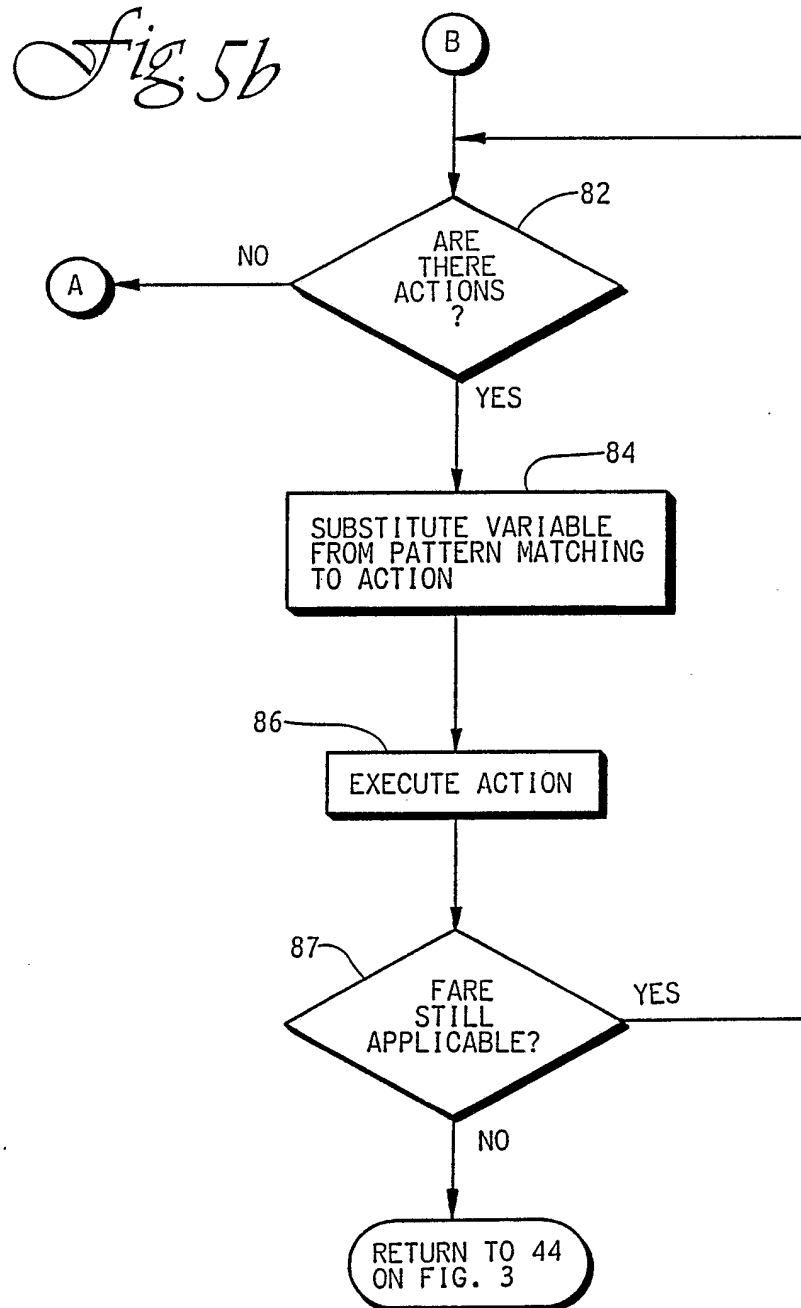 Fig. 5b
B
82
ARE
THERE
ACTIONS
?
NO
A
YES
84
SUBSTITUTE VARIABLE
FROM PATTERN MATCHING
TO ACTION
86
EXECUTE ACTION
87
FARE
STILL
APPLICABLE?
YES
NO
RETURN TO 44
ON FIG. 3